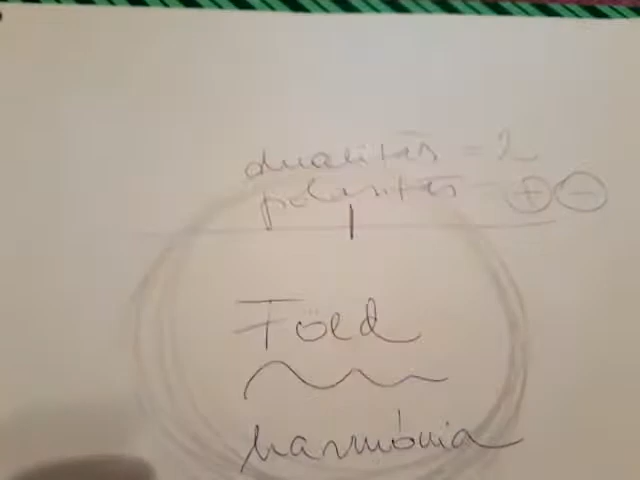 dualitás = 2
polaritás = + -
Föld
harmónia